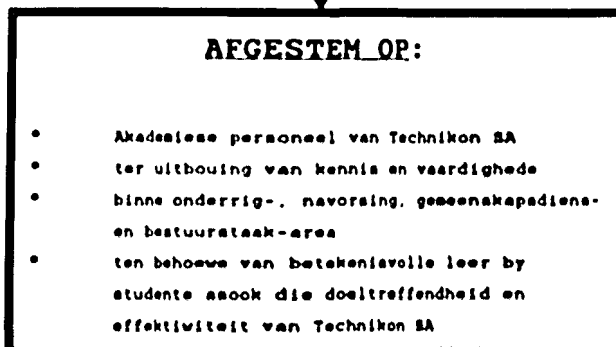 AFGESTEM OP:
• Akademiese personeel van Technikon SA
• ter uitbouing van kennis en vaardighede
• binne onderrig-, navorsing, gemeenskapsdiens-
en bestuurstaak-area
• ten behoewe van betekenisvolle leer by
studente asook die doeltreffendheid en
effektiwiteit van Technikon SA